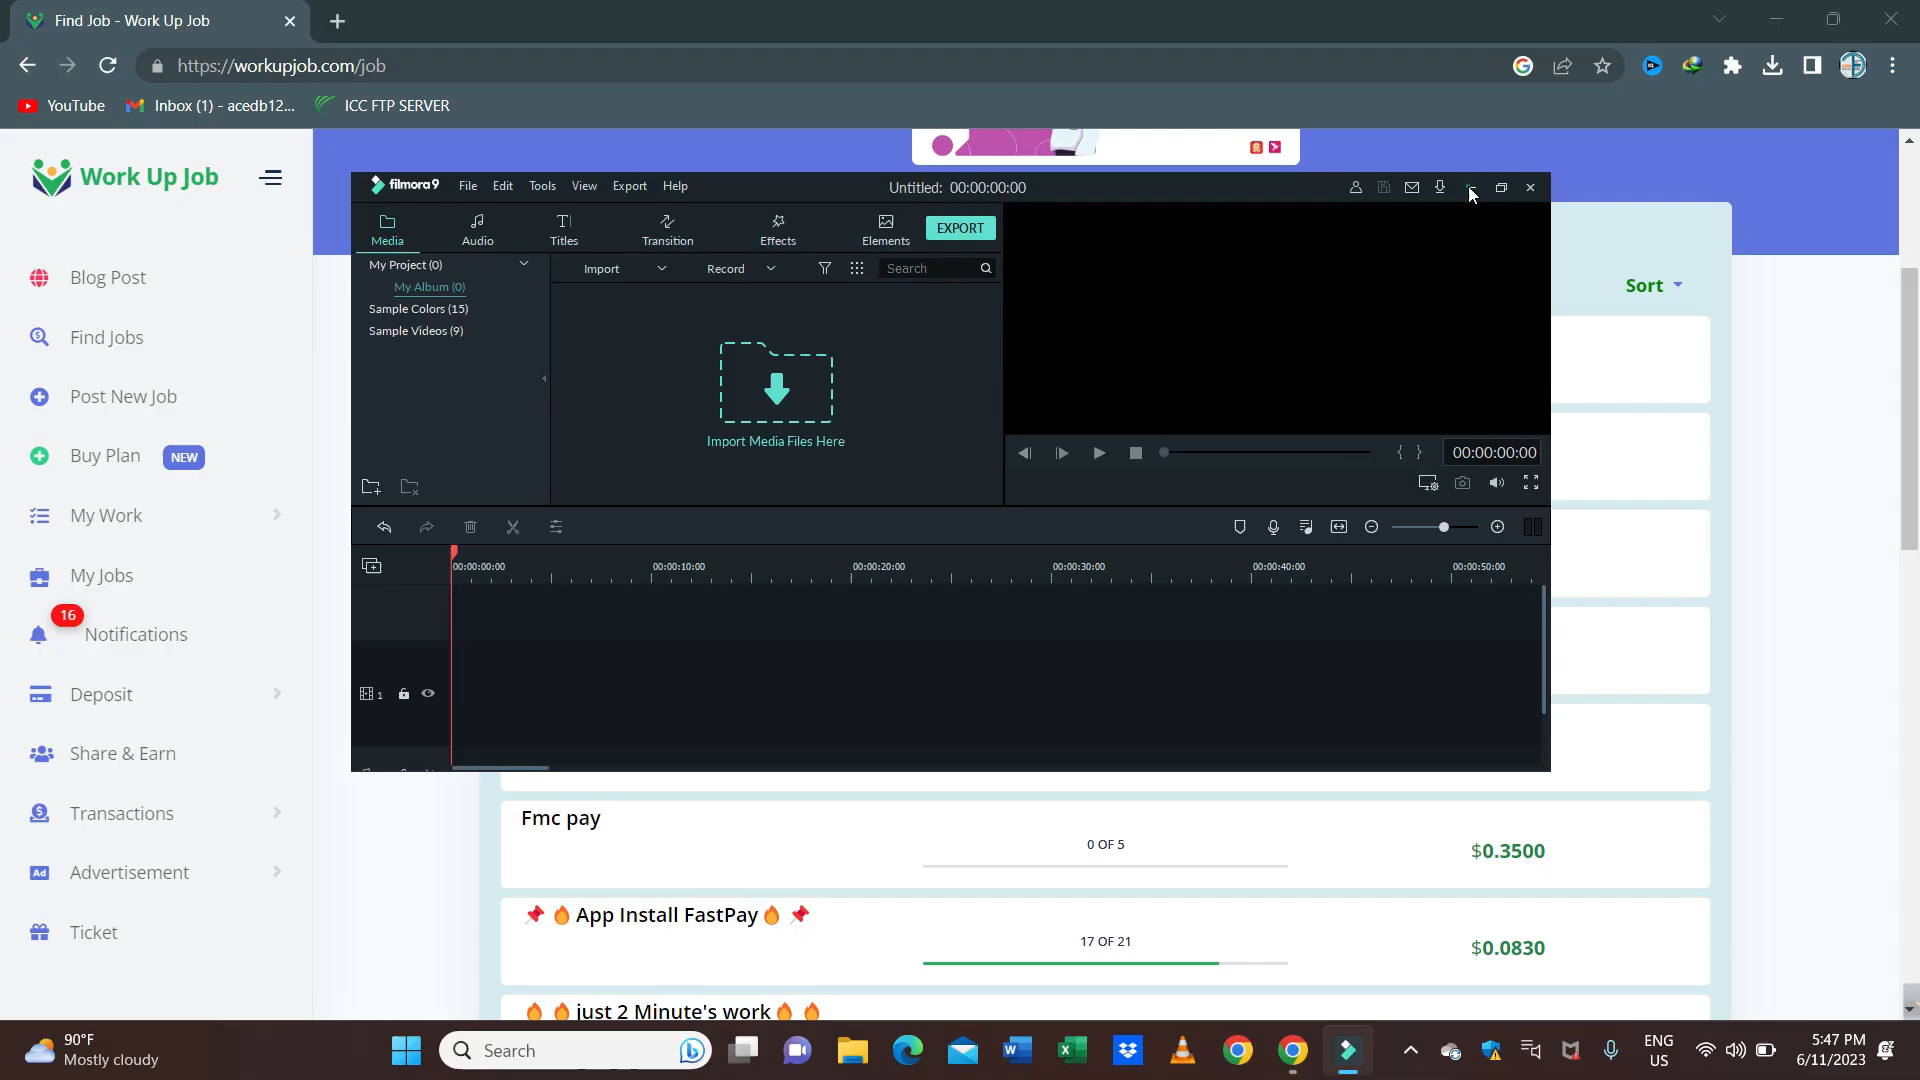 Find Job - Work Up Job
https://workupjob.com/job
YouTube
Inbox (1) - acedb12...
ICC FTP SERVER
Work Up Job
filmora9
File
Edit
Tools
View
Export
Help
Untitled: 00:00:00:00
Media
Audio
Titles
Transition
Effects
Elements
EXPORT
My Project (0)
Import
Record
Search
My Album (0)
Sample Colors (15)
Sample Videos (9)
Import Media Files Here
00:00:00:00
00:00:00:00
00:00:10:00
00:00:20:00
00:00:30:00
00:00:40:00
00:00:50:00
1
Blog Post
Find Jobs
Post New Job
Buy Plan
NEW
My Work
My Jobs
16
Notifications
Deposit
Share & Earn
Transactions
Ad
Advertisement
Ticket
Sort
Fmc pay
0 OF 5
$0.3500
App Install FastPay
17 OF 21
$0.0830
just 2 Minute's work
90°F
Mostly cloudy
Search
ENG
US
5:47 PM
6/11/2023